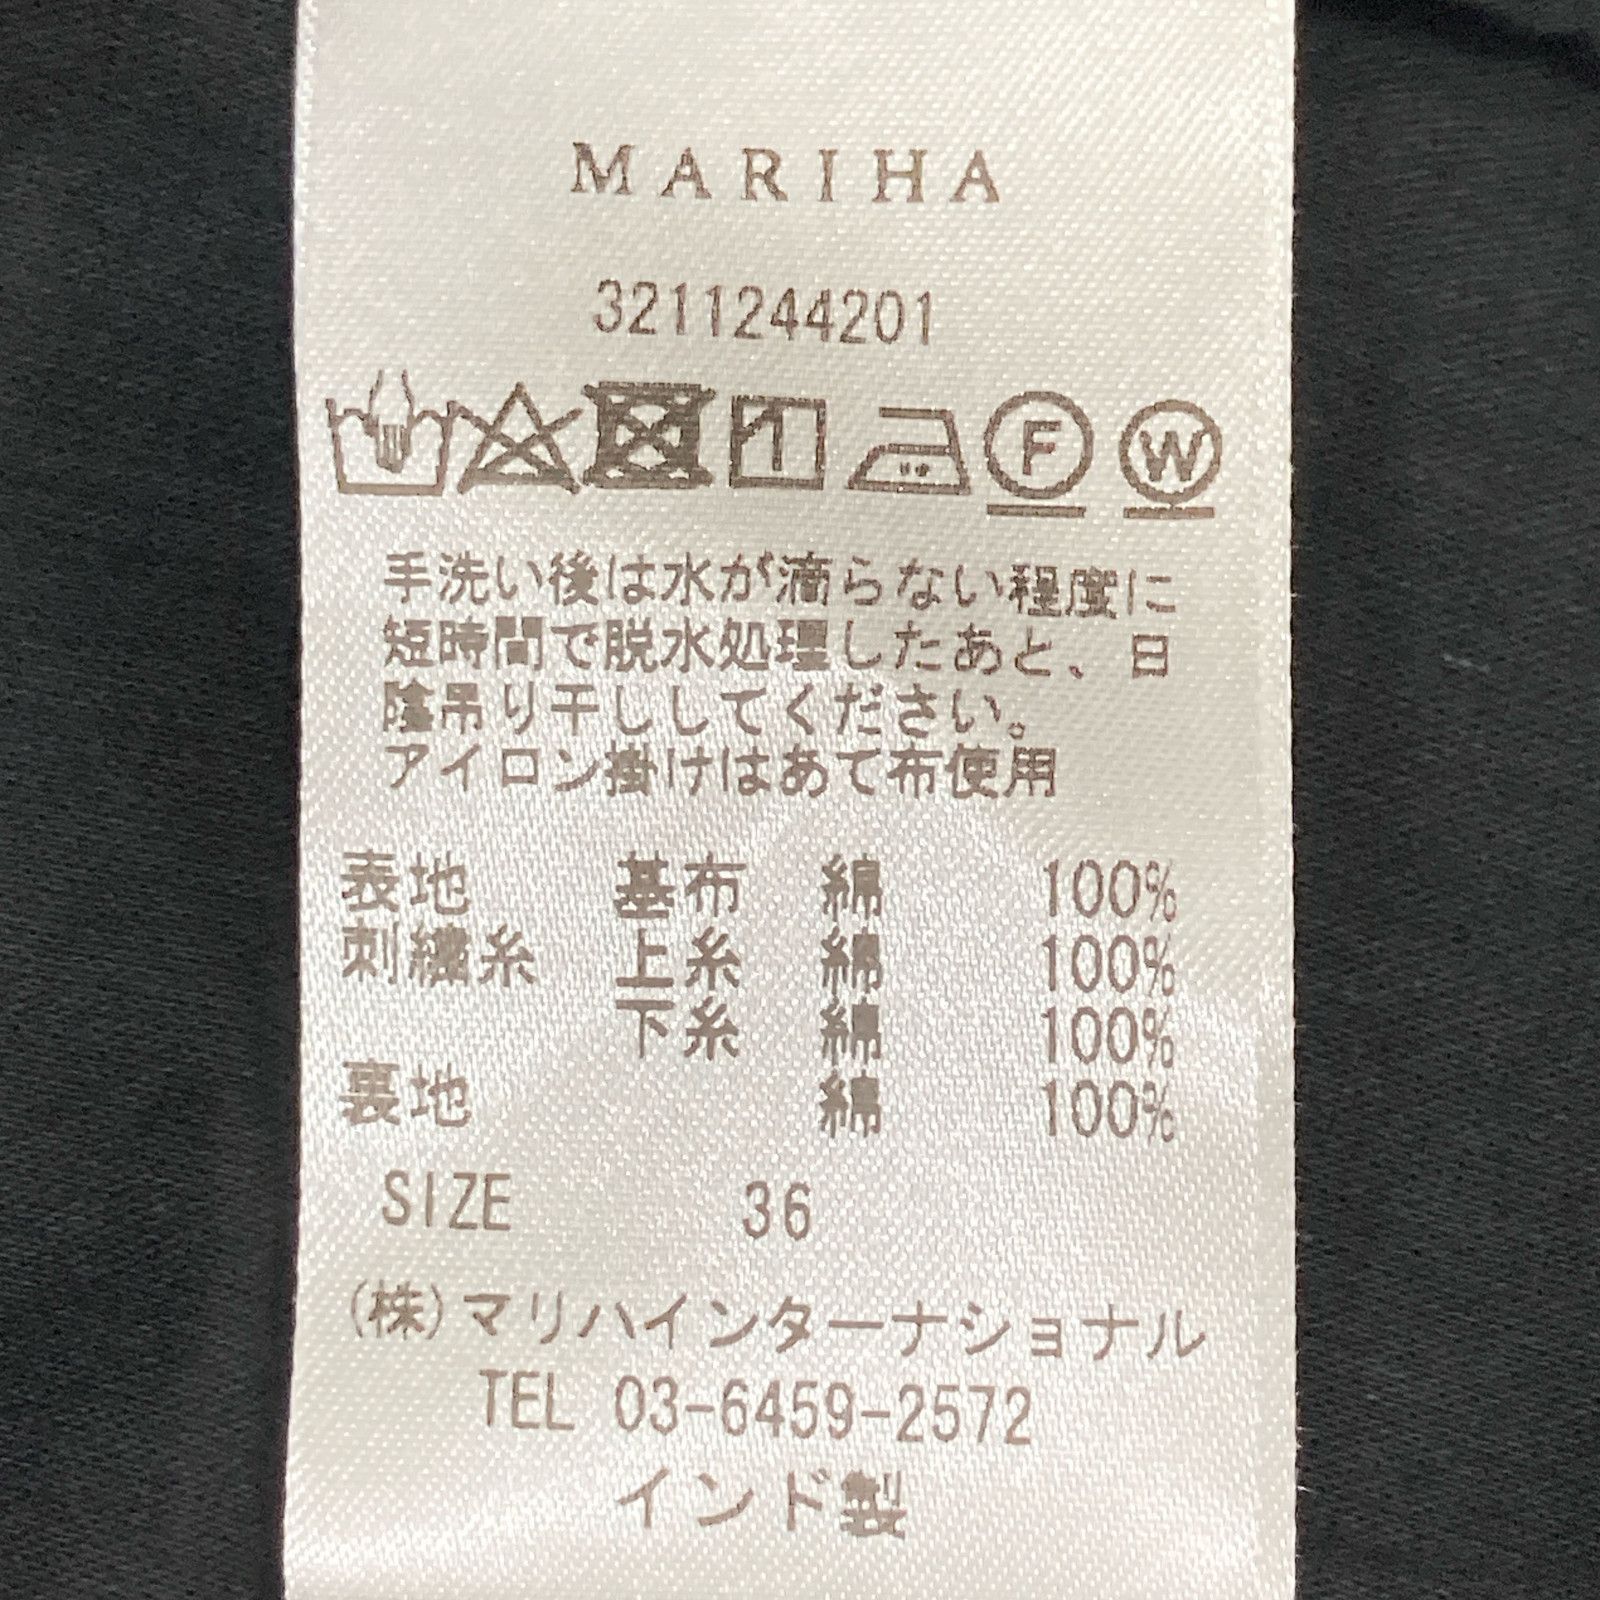 MARIHA
3211244201
F W
手洗い後は水が滴らない程度に
短時間で脱水処理したあと、日
陰吊り干ししてください。
アイロン掛けはあて布使用
表地 基布 綿 100%
刺繍糸 上糸 綿 100%
下糸 綿 100%
裏地 綿 100%
SIZE 36
(株)マリハインターナショナル
TEL 03-6459-2572
インド製